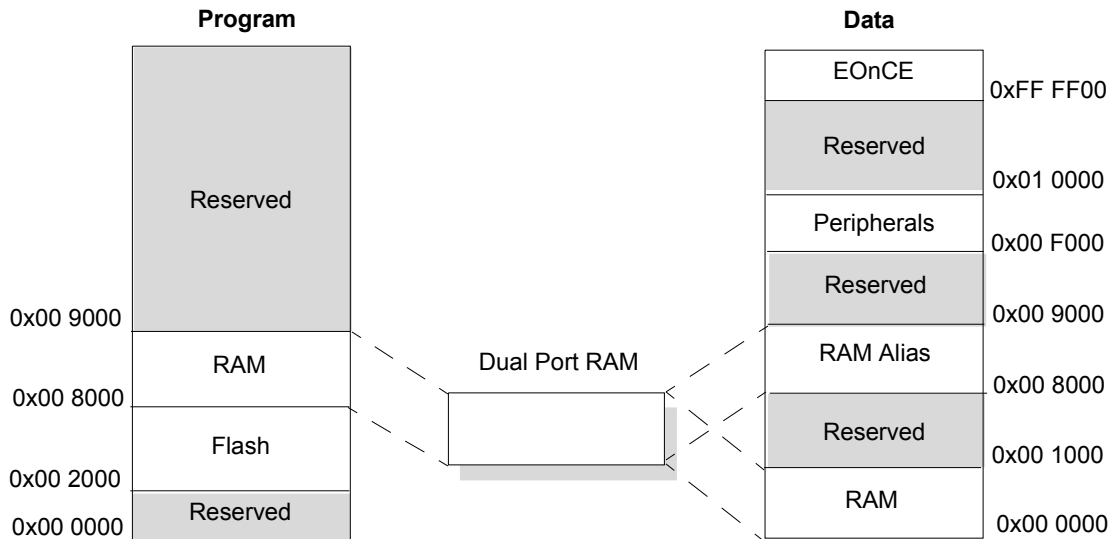 Program
Reserved
0x00 9000
RAM
0x00 8000
Flash
0x00 2000
Reserved
0x00 0000
Dual Port RAM
Data
EOnCE
0xFF FF00
Reserved
0x01 0000
Peripherals
0x00 F000
Reserved
0x00 9000
RAM Alias
0x00 8000
Reserved
0x00 1000
RAM
0x00 0000